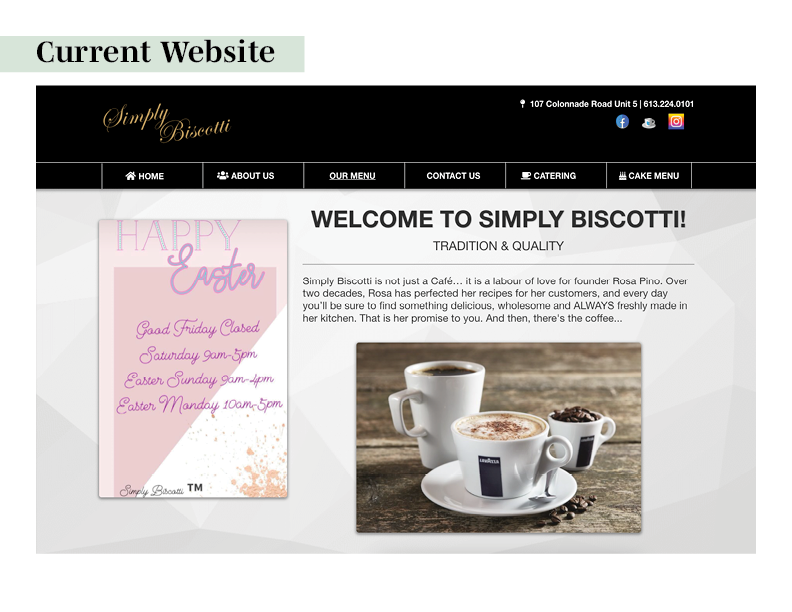 Current Website
Simply
Biscotti
107 Colonnade Road Unit 5 | 613.224.0101
HOME
ABOUT US
OUR MENU
CONTACT US
CATERING
CAKE MENU
HAPPY
Easter
Good Friday Closed
Saturday 9am-5pm
Easter Sunday 9am-4pm
Easter Monday 10am-5pm
Simply Biscotti ™
WELCOME TO SIMPLY BISCOTTI!
TRADITION & QUALITY
Simply Biscotti is not just a Café… it is a labour of love for founder Rosa Pino. Over
two decades, Rosa has perfected her recipes for her customers, and every day
you’ll be sure to find something delicious, wholesome and ALWAYS freshly made in
her kitchen. That is her promise to you. And then, there's the coffee...
LAVAZZA
LAVAZZA